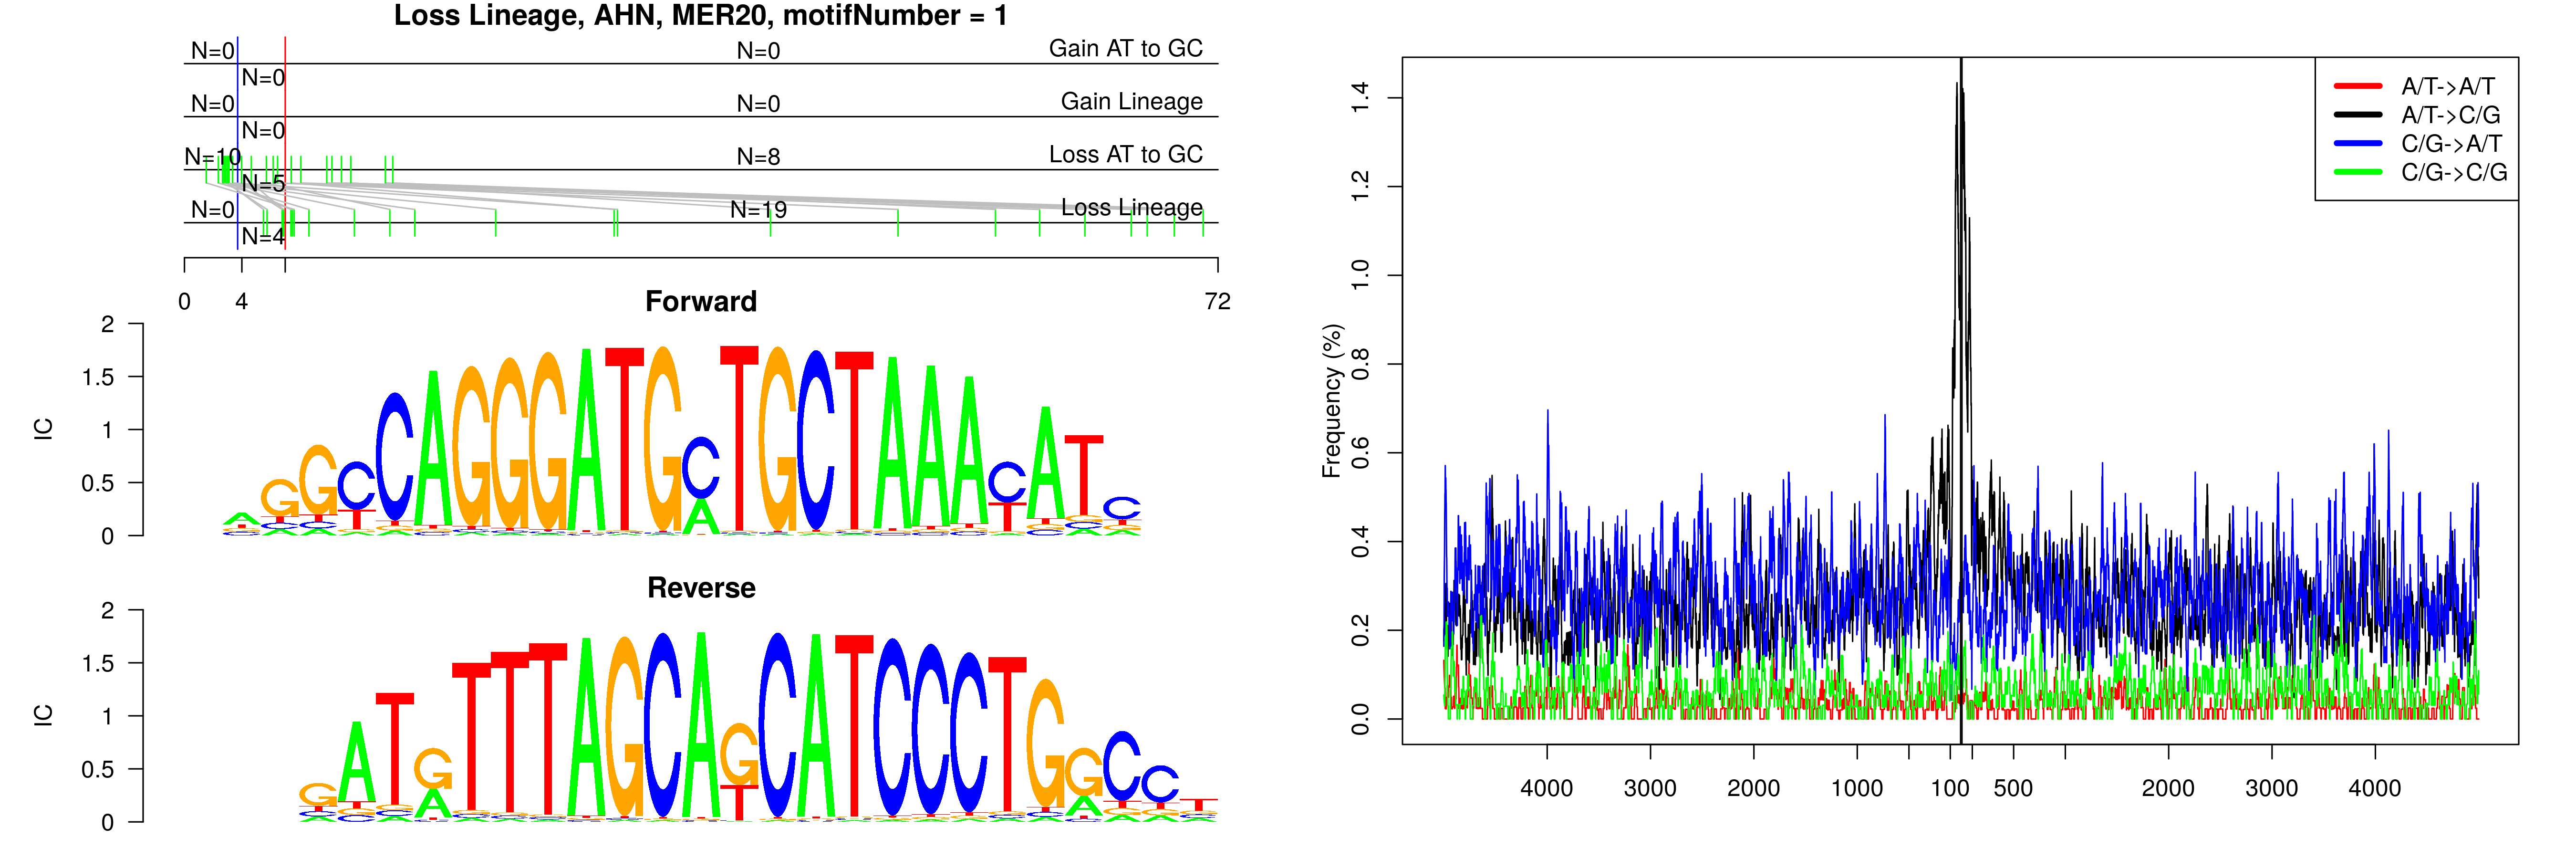 Loss Lineage, AHN, MER20, motifNumber = 1
N=0 N=0 Gain AT to GC
N=0
N=0 N=0 Gain Lineage
N=0
N=10 N=8 Loss AT to GC
N=5
N=0 N=19 Loss Lineage
N=4
0 4 72
Forward
2
1.5
1
0.5
0
IC
AGGCCAGGGATGCTGCTAAACATC
Reverse
2
1.5
1
0.5
0
IC
GATGTTTAGCAGCATCCCTGGCCT
1.4
1.2
1.0
0.8
0.6
0.4
0.2
0.0
Frequency (%)
A/T->A/T
A/T->C/G
C/G->A/T
C/G->C/G
4000 3000 2000 1000 100 500 2000 3000 4000